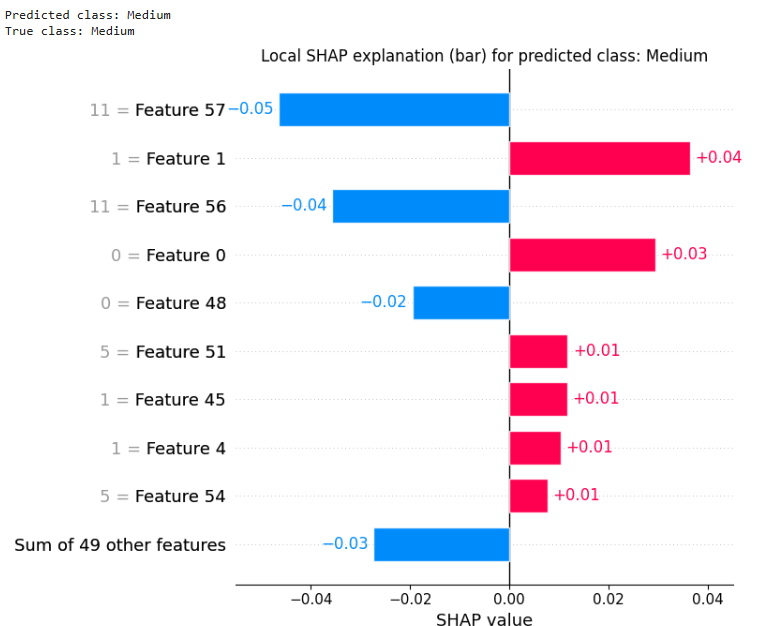 Predicted class: Medium
True class: Medium
Local SHAP explanation (bar) for predicted class: Medium
11 = Feature 57 −0.05
1 = Feature 1 +0.04
11 = Feature 56 −0.04
0 = Feature 0 +0.03
0 = Feature 48 −0.02
5 = Feature 51 +0.01
1 = Feature 45 +0.01
1 = Feature 4 +0.01
5 = Feature 54 +0.01
Sum of 49 other features −0.03
−0.04 −0.02 0.00 0.02 0.04
SHAP value